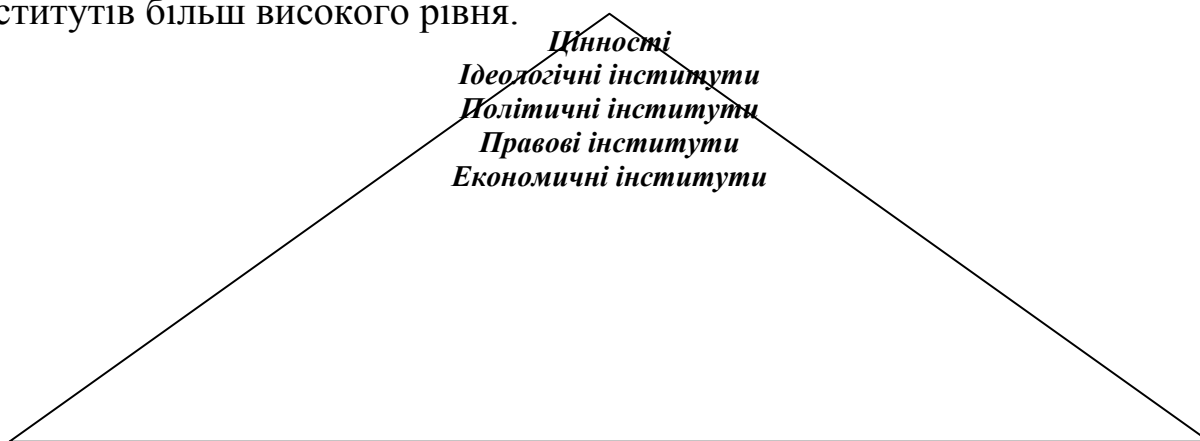 ститутів більш високого рівня.
Цінності
Ідеологічні інститути
Політичні інститути
Правові інститути
Економичні інститути